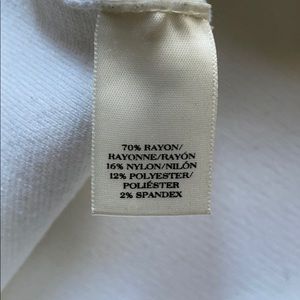 70% RAYON/
RAYONNE/RAYÓN
16% NYLON/NILÓN
12% POLYESTER/
POLIÉSTER
2% SPANDEX